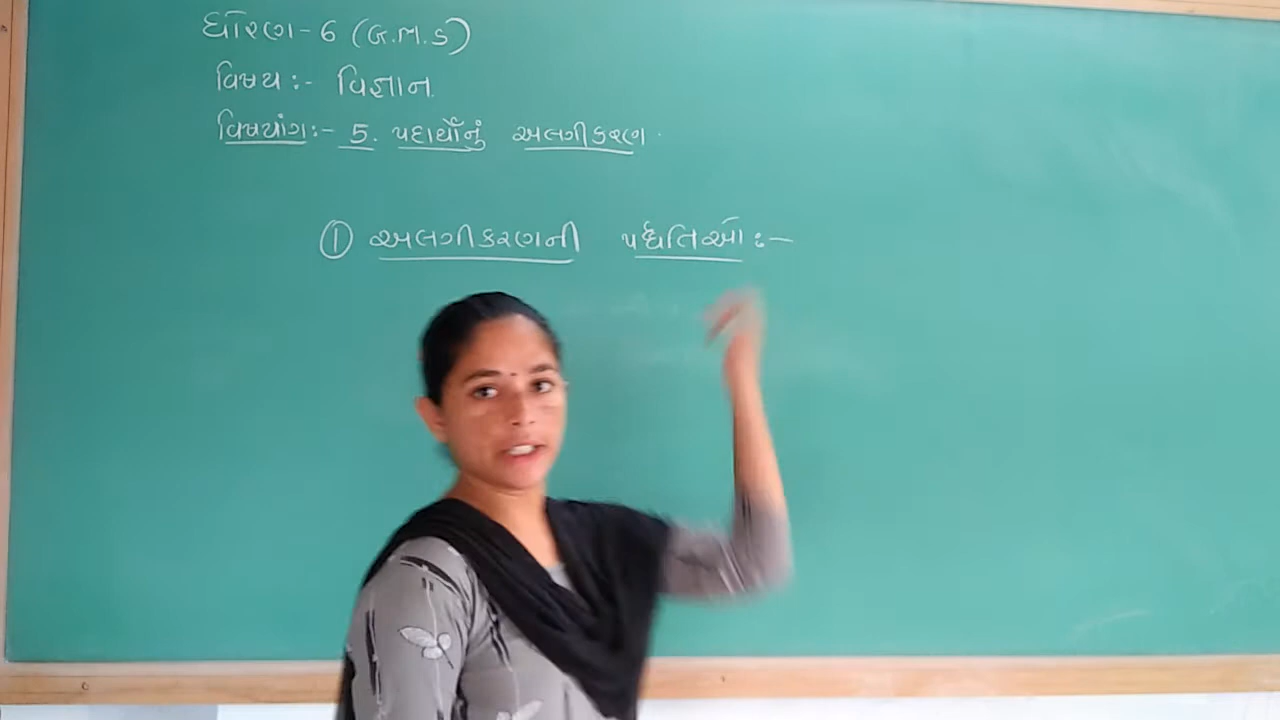 ધોરણ-6 (ગ.મ.ડ)
વિષય:- વિજ્ઞાન.
વિષયાંગ:- 5. પદાર્થોનું અલગીકરણ.
① અલગીકરણની પદ્ધતિઓ:-